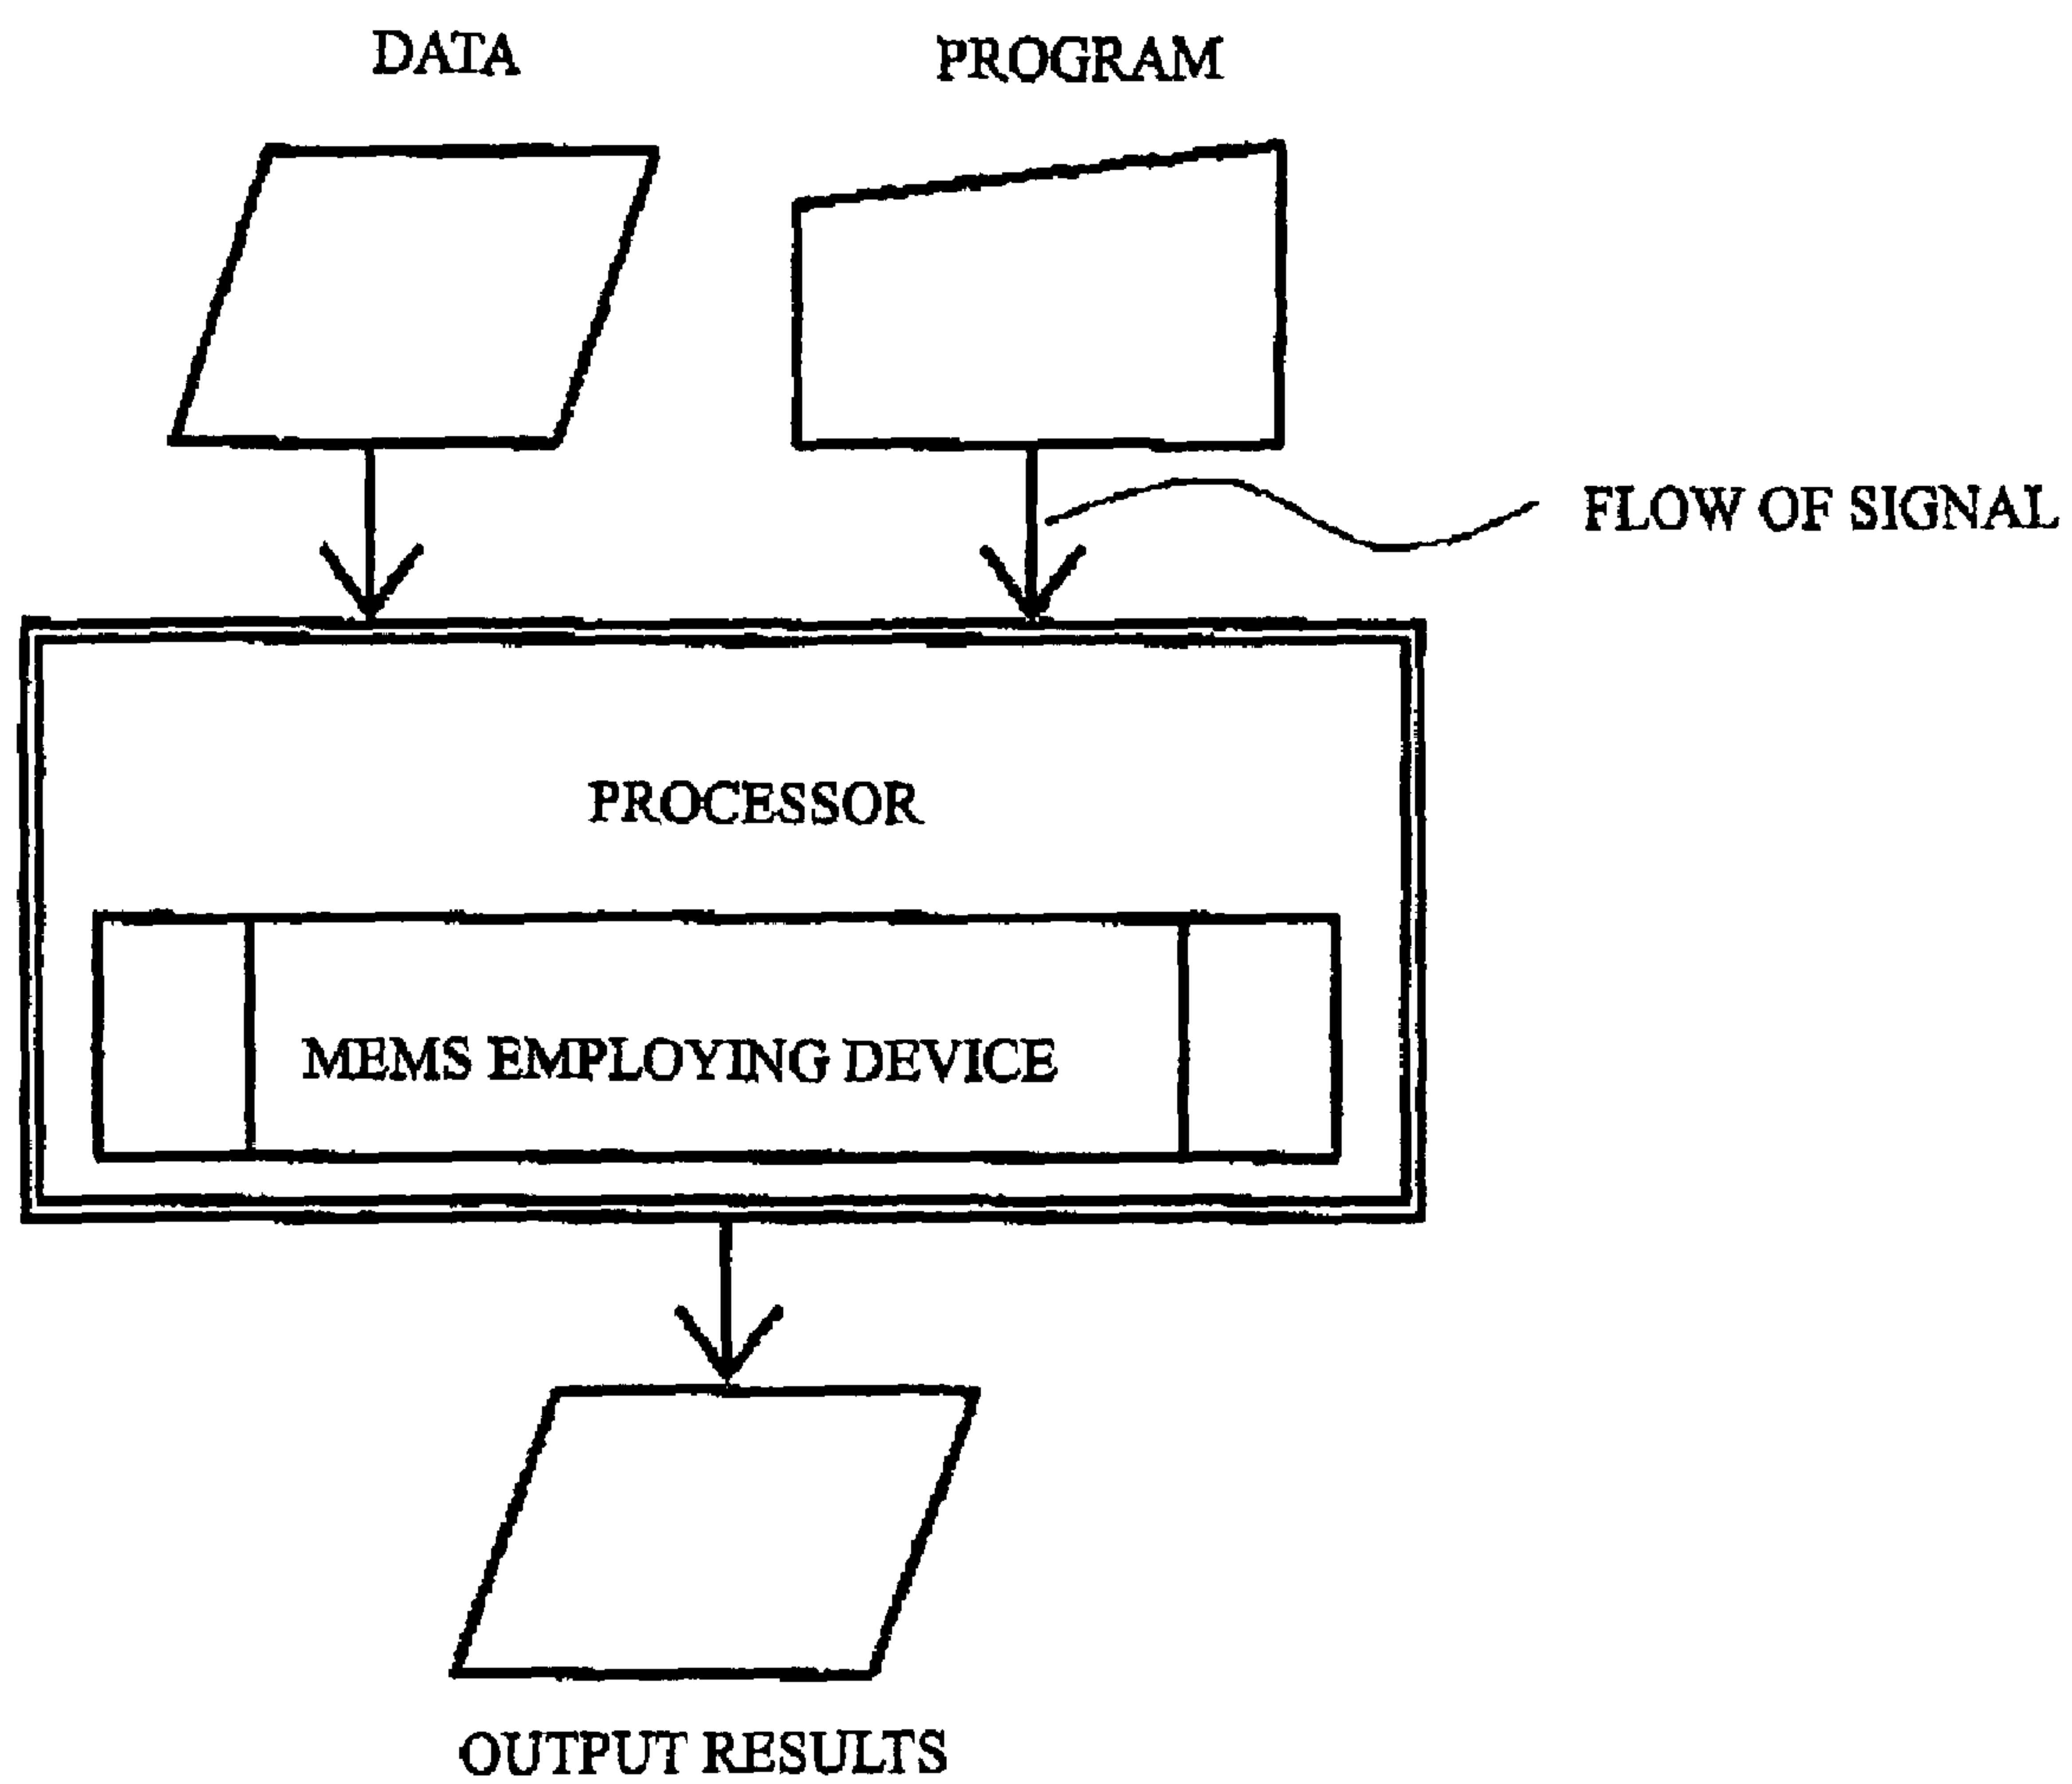 DATA
PROGRAM
FLOW OF SIGNAL
PROCESSOR
MEMS EMPLOYING DEVICE
OUTPUT RESULTS